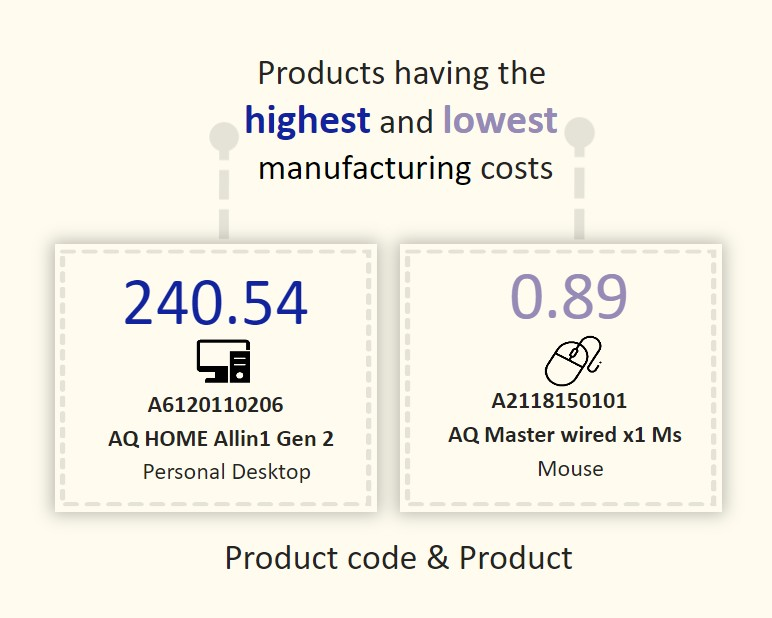 Products having the
highest and lowest
manufacturing costs
240.54
A6120110206
AQ HOME Allin1 Gen 2
Personal Desktop
0.89
A2118150101
AQ Master wired x1 Ms
Mouse
Product code & Product